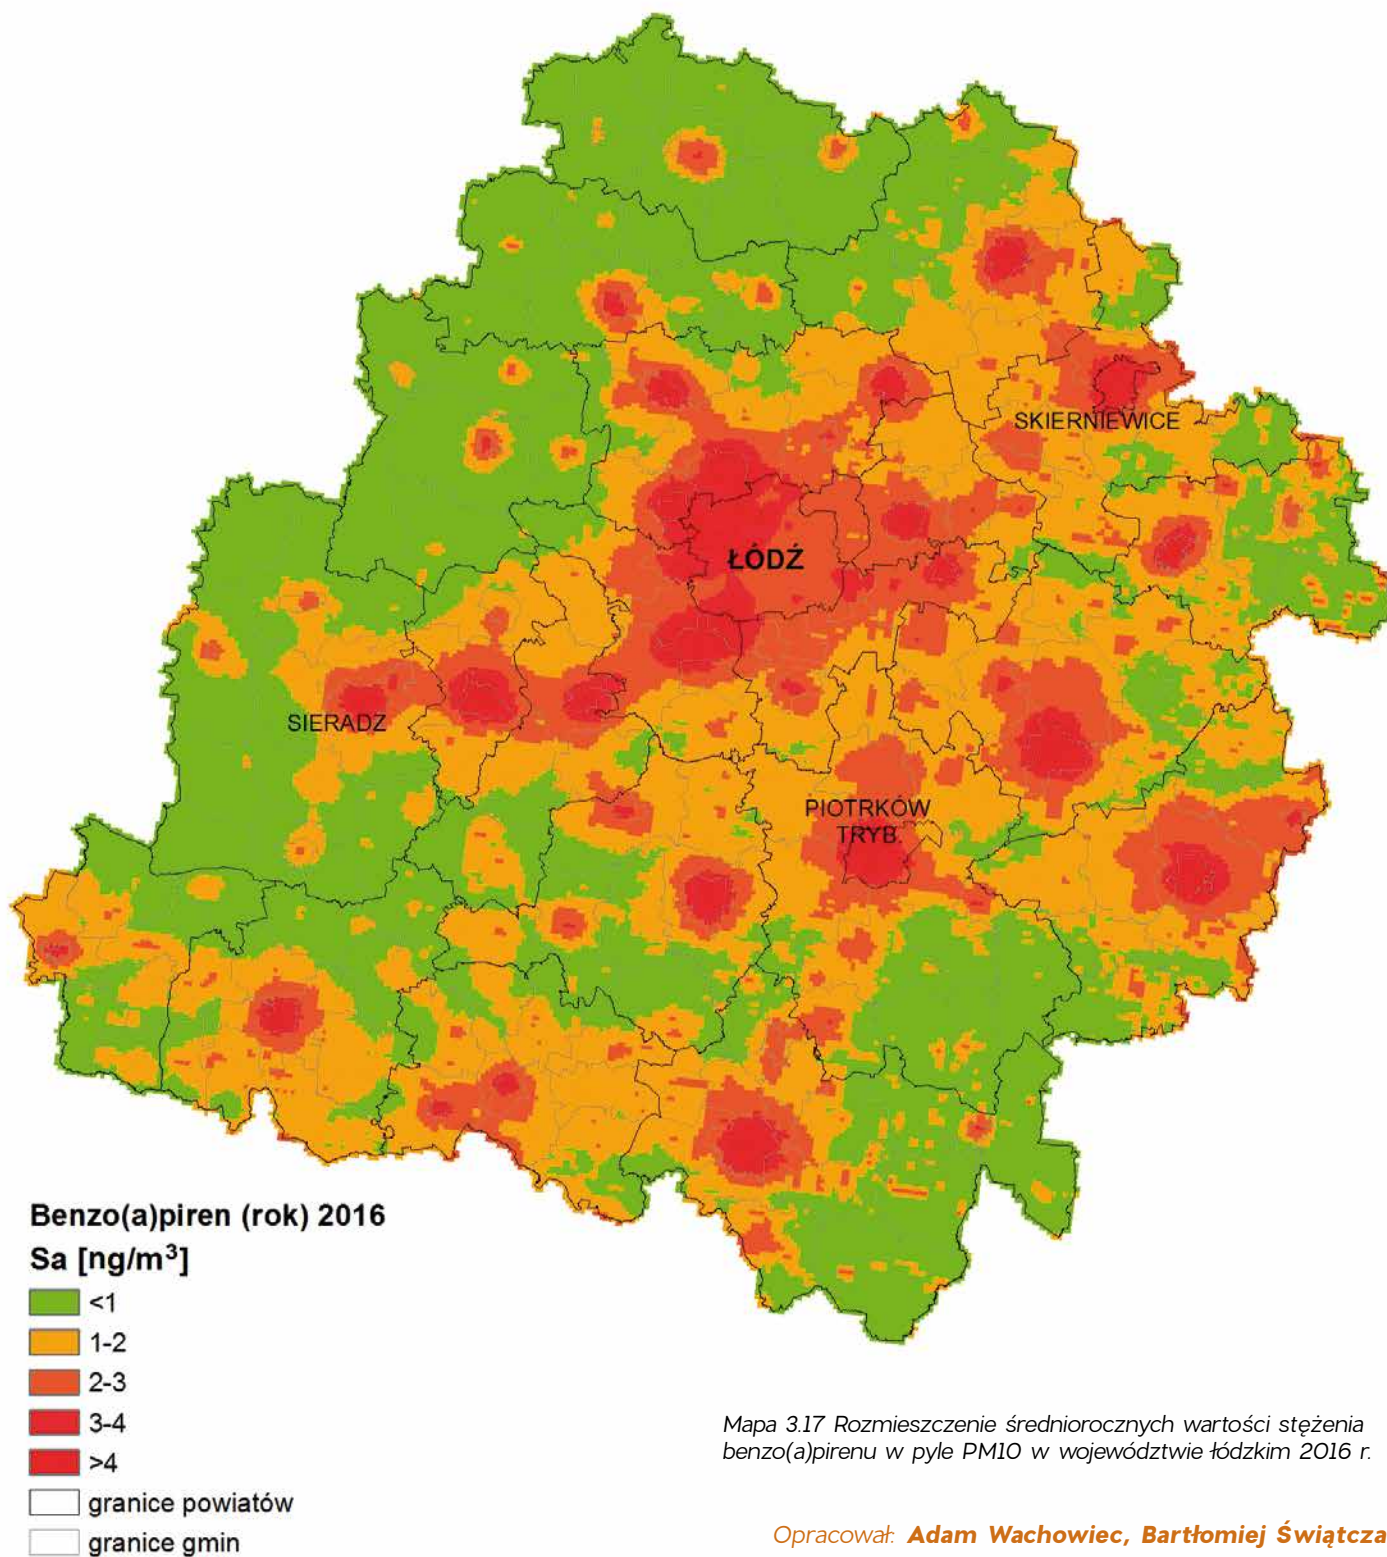 SKIERNIEWICE
ŁÓDŹ
SIERADZ
PIOTRKÓW
TRYB.
Benzo(a)piren (rok) 2016
Sa [ng/m³]
<1
1-2
2-3
3-4
>4
granice powiatów
granice gmin
Mapa 3.17 Rozmieszczenie średniorocznych wartości stężenia
benzo(a)pirenu w pyle PM10 w województwie łódzkim 2016 r.
Opracował: Adam Wachowiec, Bartłomiej Świątcza